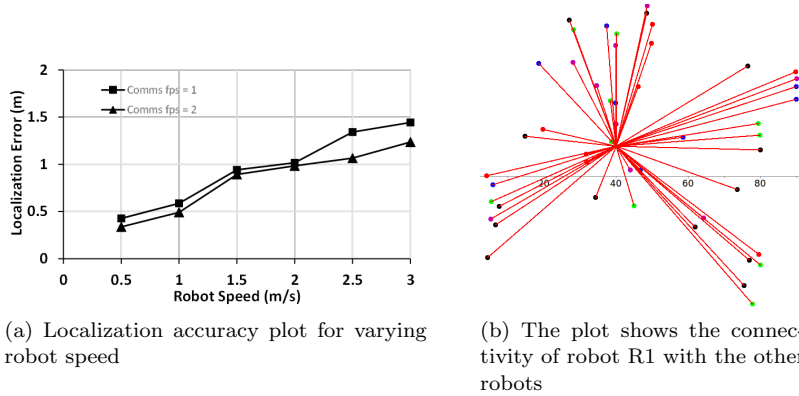 2
1.5
1
0.5
0
Localization Error (m)
Comms fps = 1
Comms fps = 2
0 0.5 1 1.5 2 2.5 3
Robot Speed (m/s)
20 40 60 80
(a) Localization accuracy plot for varying
robot speed
(b) The plot shows the connec-
tivity of robot R1 with the other
robots